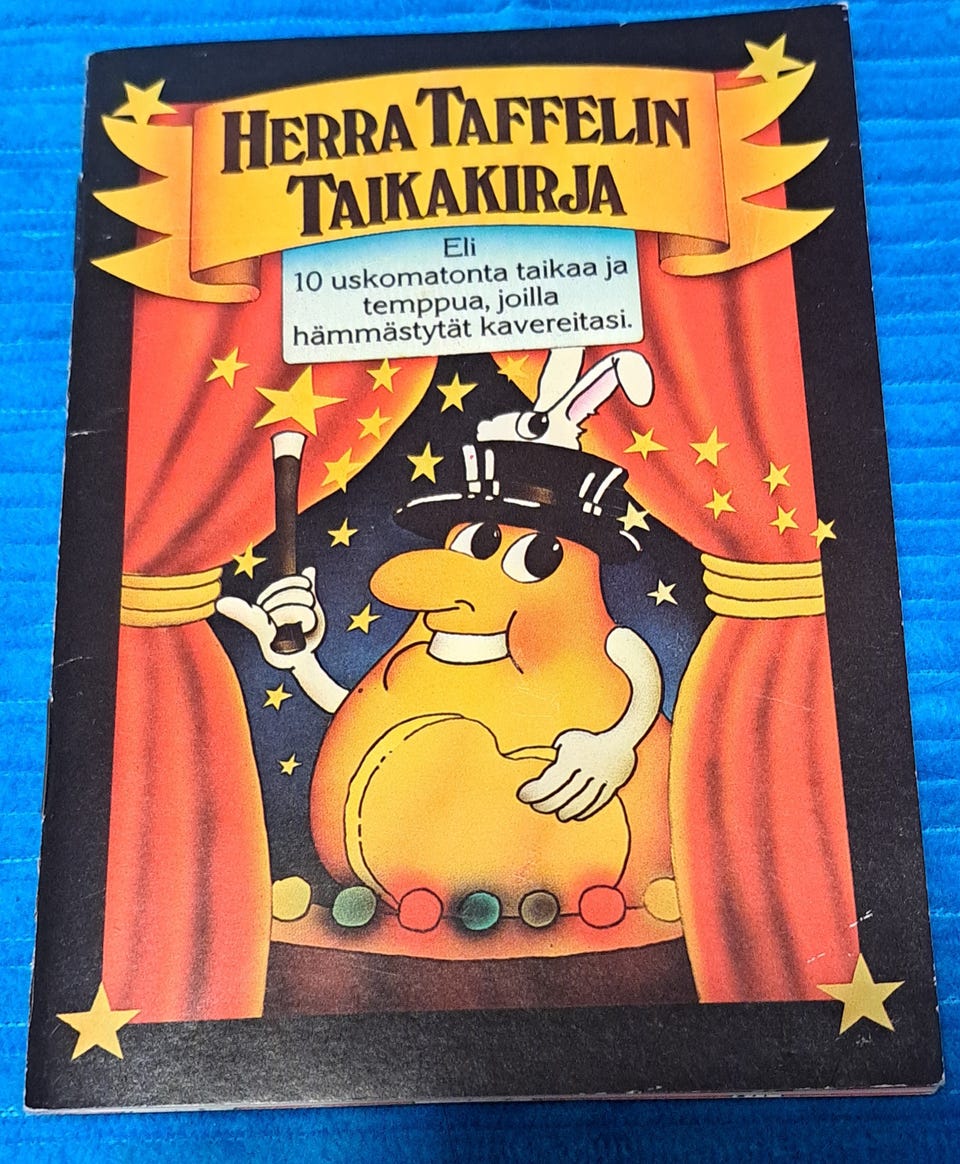 HERRA TAFFELIN
TAIKAKIRJA
Eli
10 uskomatonta taikaa ja
temppua, joilla
hämmästytät kavereitasi.